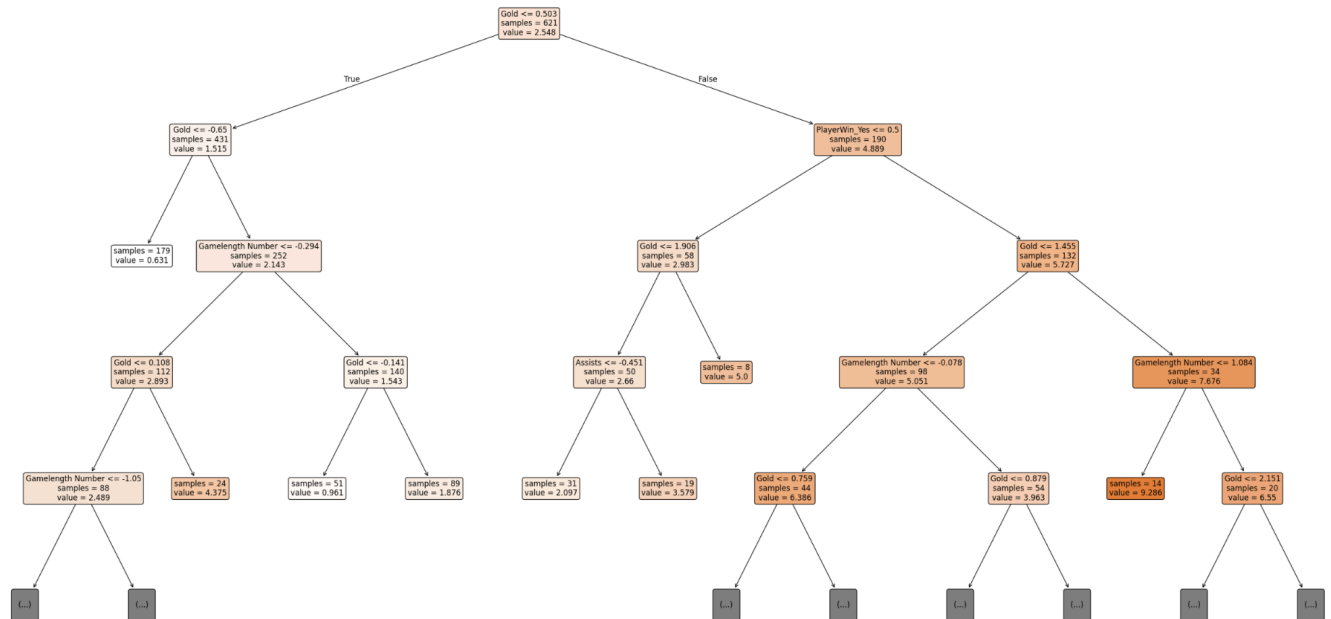 Gold <= 0.503
samples = 621
value = 2.548
True
False
Gold <= -0.65
samples = 431
value = 1.515
PlayerWin_Yes <= 0.5
samples = 190
value = 4.889
samples = 179
value = 0.631
Gamelength Number <= -0.294
samples = 252
value = 2.143
Gold <= 1.906
samples = 58
value = 2.983
Gold <= 1.455
samples = 132
value = 5.727
Gold <= 0.108
samples = 112
value = 2.893
Gold <= -0.141
samples = 140
value = 1.543
Assists <= -0.451
samples = 50
value = 2.66
samples = 8
value = 5.0
Gamelength Number <= -0.078
samples = 98
value = 5.051
Gamelength Number <= 1.084
samples = 34
value = 7.676
Gamelength Number <= -1.05
samples = 88
value = 2.489
samples = 24
value = 4.375
samples = 51
value = 0.961
samples = 89
value = 1.876
samples = 31
value = 2.097
samples = 19
value = 3.579
Gold <= 0.759
samples = 44
value = 6.386
Gold <= 0.879
samples = 54
value = 3.963
samples = 14
value = 9.286
Gold <= 2.151
samples = 20
value = 6.55
(...)
(...)
(...)
(...)
(...)
(...)
(...)
(...)